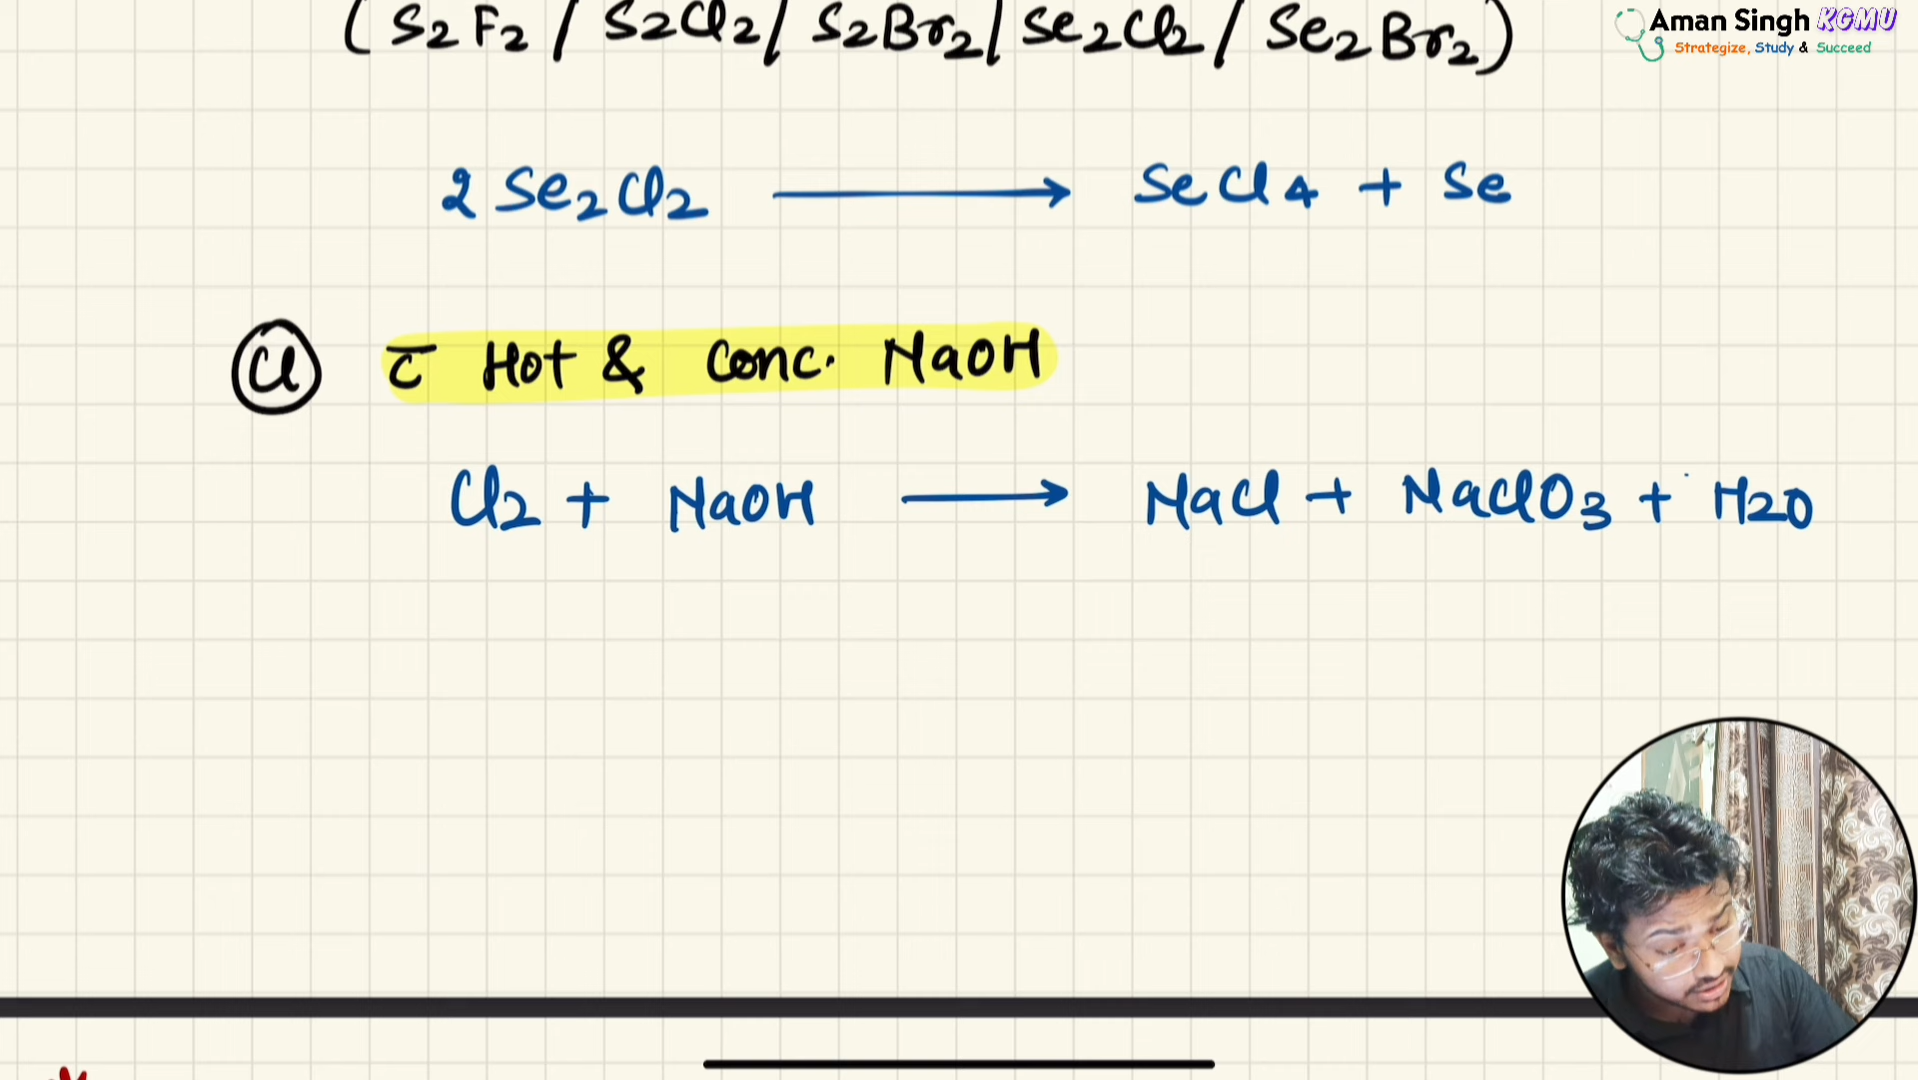 (S2F2 / S2Cl2 / S2Br2 / Se2Cl2 / Se2Br2)
Aman Singh KGMU
Strategize, Study & Succeed
2 Se2Cl2 ⟶ SeCl4 + Se
Cl c̄ Hot & Conc. NaOH
Cl2 + NaOH ⟶ NaCl + NaClO3 + H2O